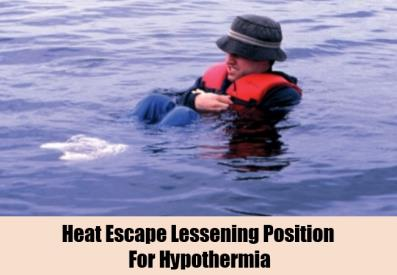 Heat Escape Lessening Position
For Hypothermia